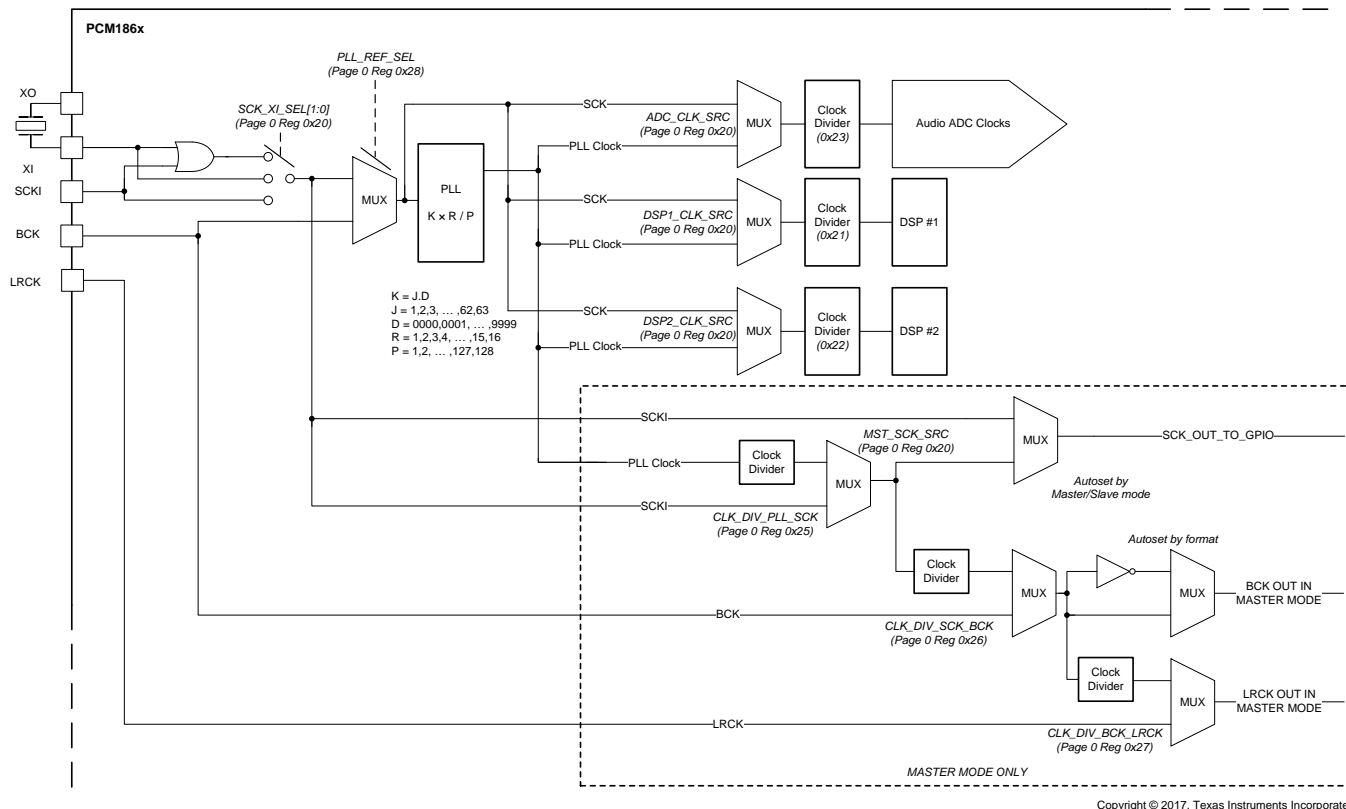 PCM186x
XO
XI
SCKI
BCK
LRCK
SCK_XI_SEL[1:0]
(Page 0 Reg 0x20)
PLL_REF_SEL
(Page 0 Reg 0x28)
MUX
PLL
K × R / P
K = J.D
J = 1,2,3, … ,62,63
D = 0000,0001, … ,9999
R = 1,2,3,4, … ,15,16
P = 1,2, … ,127,128
SCK
ADC_CLK_SRC
(Page 0 Reg 0x20)
PLL Clock
MUX
Clock
Divider
(0x23)
Audio ADC Clocks
SCK
DSP1_CLK_SRC
(Page 0 Reg 0x20)
PLL Clock
MUX
Clock
Divider
(0x21)
DSP #1
SCK
DSP2_CLK_SRC
(Page 0 Reg 0x20)
PLL Clock
MUX
Clock
Divider
(0x22)
DSP #2
SCKI
MUX
SCK_OUT_TO_GPIO
MST_SCK_SRC
(Page 0 Reg 0x20)
PLL Clock
Clock
Divider
MUX
Autoset by
Master/Slave mode
SCKI
CLK_DIV_PLL_SCK
(Page 0 Reg 0x25)
Autoset by format
Clock
Divider
MUX
MUX
BCK OUT IN
MASTER MODE
BCK
CLK_DIV_SCK_BCK
(Page 0 Reg 0x26)
Clock
Divider
MUX
LRCK OUT IN
MASTER MODE
LRCK
CLK_DIV_BCK_LRCK
(Page 0 Reg 0x27)
MASTER MODE ONLY
Copyright © 2017, Texas Instruments Incorporate